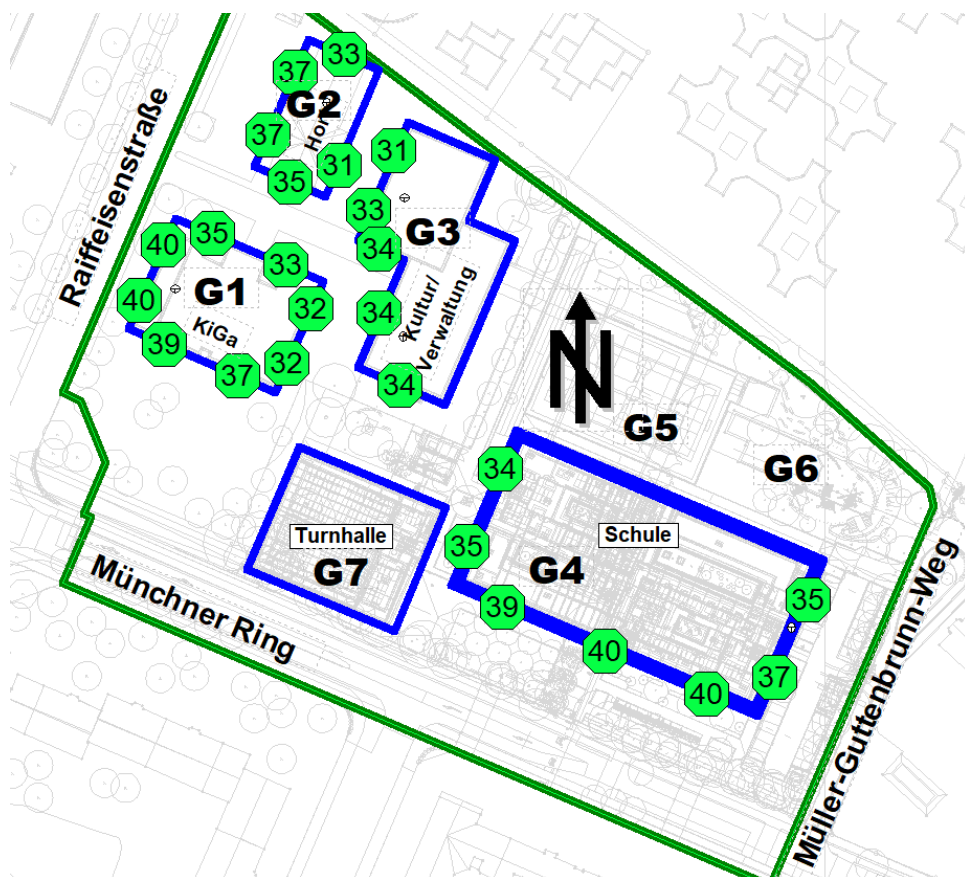 33
37
G2
Hort
37
31
35
31
33
G3
34
34
Kultur/
Verwaltung
34
Raiffeisenstraße
40
35
33
40
G1
32
KiGa
39
37
32
N
G5
G6
34
Turnhalle
G7
35
Schule
G4
39
40
40
35
37
Münchner Ring
Müller-Guttenbrunn-Weg